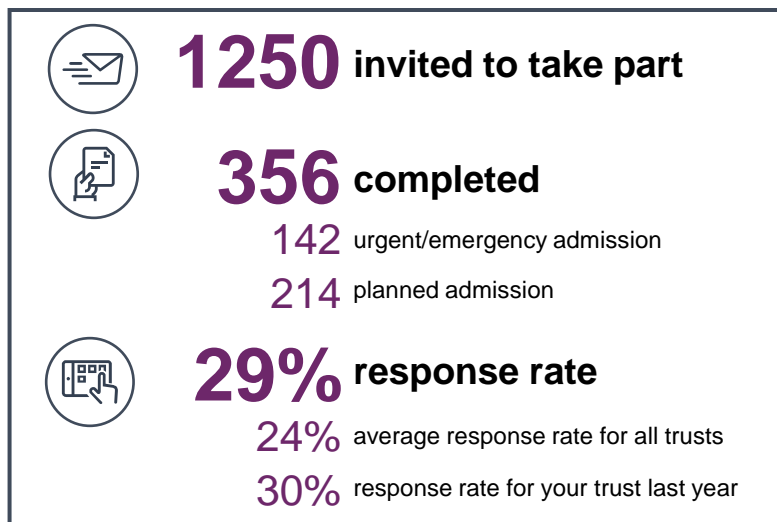 1250 invited to take part
356 completed
142 urgent/emergency admission
214 planned admission
29% response rate
24% average response rate for all trusts
30% response rate for your trust last year